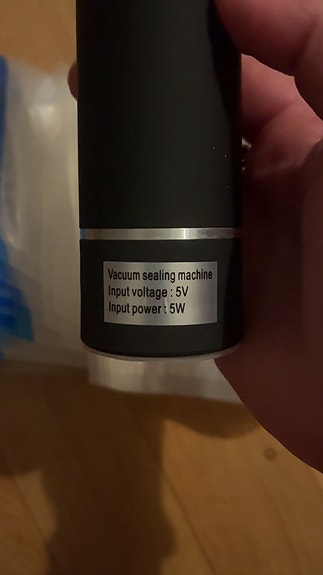 Vacuum sealing machine
Input voltage : 5V
Input power : 5W